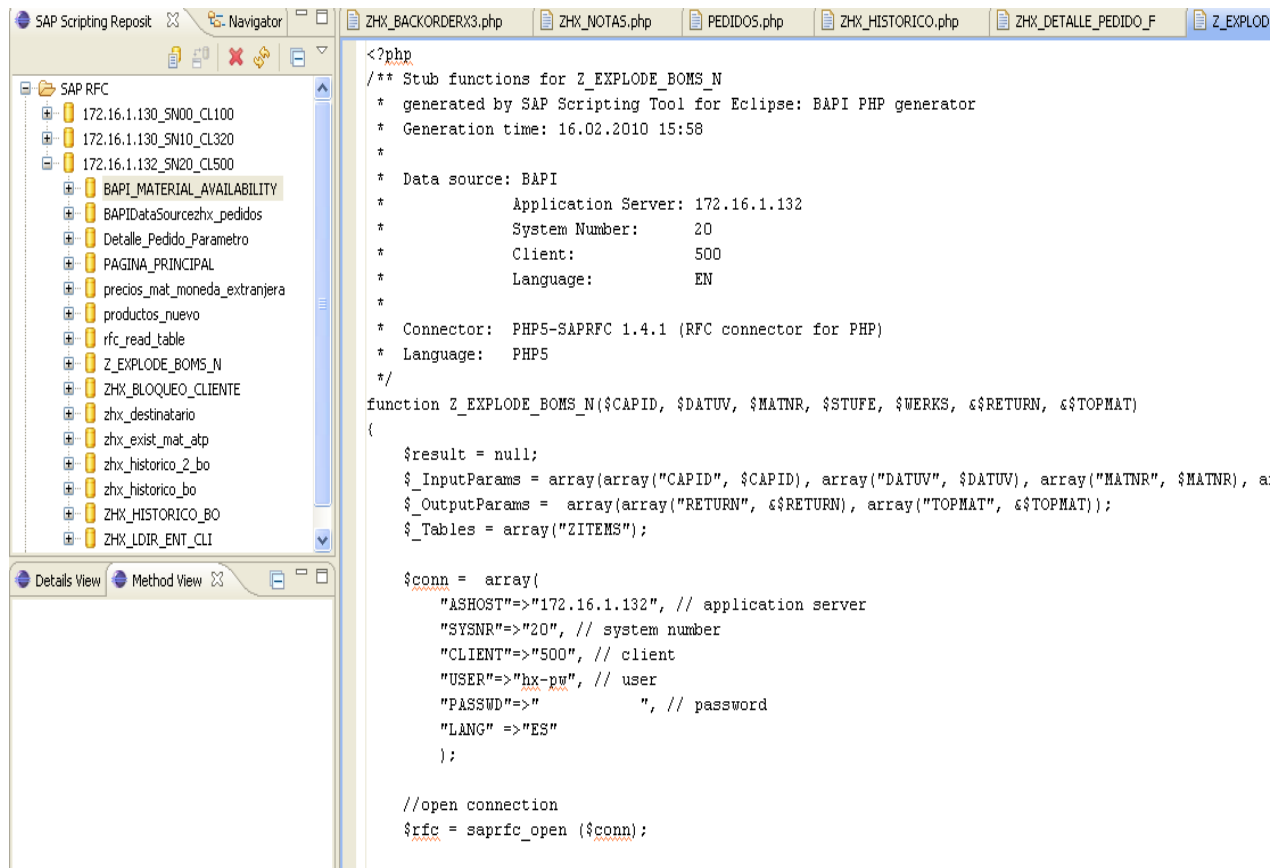 SAP Scripting Reposit
Navigator
SAP RFC
172.16.1.130_SN00_CL100
172.16.1.130_SN10_CL320
172.16.1.132_SN20_CL500
BAPI_MATERIAL_AVAILABILITY
BAPIDataSourcezhx_pedidos
Detalle_Pedido_Parametro
PAGINA_PRINCIPAL
precios_mat_moneda_extranjera
productos_nuevo
rfc_read_table
Z_EXPLODE_BOMS_N
ZHX_BLOQUEO_CLIENTE
zhx_destinatario
zhx_exist_mat_atp
zhx_historico_2_bo
zhx_historico_bo
ZHX_HISTORICO_BO
ZHX_LDIR_ENT_CLI
Details View
Method View
ZHX_BACKORDERX3.php
ZHX_NOTAS.php
PEDIDOS.php
ZHX_HISTORICO.php
ZHX_DETALLE_PEDIDO_F
Z_EXPLOD
<?php
/** Stub functions for Z_EXPLODE_BOMS_N
* generated by SAP Scripting Tool for Eclipse: BAPI PHP generator
* Generation time: 16.02.2010 15:58
*
* Data source: BAPI
* Application Server: 172.16.1.132
* System Number: 20
* Client: 500
* Language: EN
*
* Connector: PHP5-SAPRFC 1.4.1 (RFC connector for PHP)
* Language: PHP5
*/
function Z_EXPLODE_BOMS_N($CAPID, $DATUV, $MATNR, $STUFE, $WERKS, &$RETURN, &$TOPMAT)
{
$result = null;
$_InputParams = array(array("CAPID", $CAPID), array("DATUV", $DATUV), array("MATNR", $MATNR), a
$_OutputParams = array(array("RETURN", &$RETURN), array("TOPMAT", &$TOPMAT));
$_Tables = array("ZITEMS");
$conn = array(
"ASHOST"=>"172.16.1.132", // application server
"SYSNR"=>"20", // system number
"CLIENT"=>"500", // client
"USER"=>"hx-pw", // user
"PASSWD"=>" ", // password
"LANG" =>"ES"
);
//open connection
$rfc = saprfc_open ($conn);